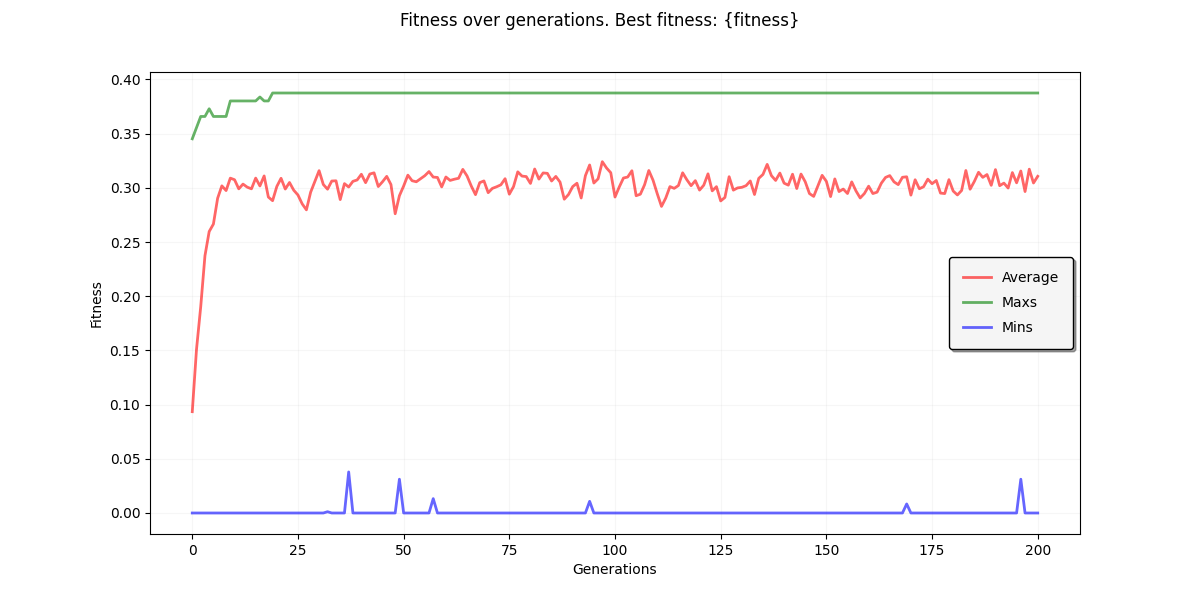 Fitness over generations. Best fitness: {fitness}
0.40
0.35
0.30
0.25
0.20
0.15
0.10
0.05
0.00
Fitness
Average
Maxs
Mins
0 25 50 75 100 125 150 175 200
Generations